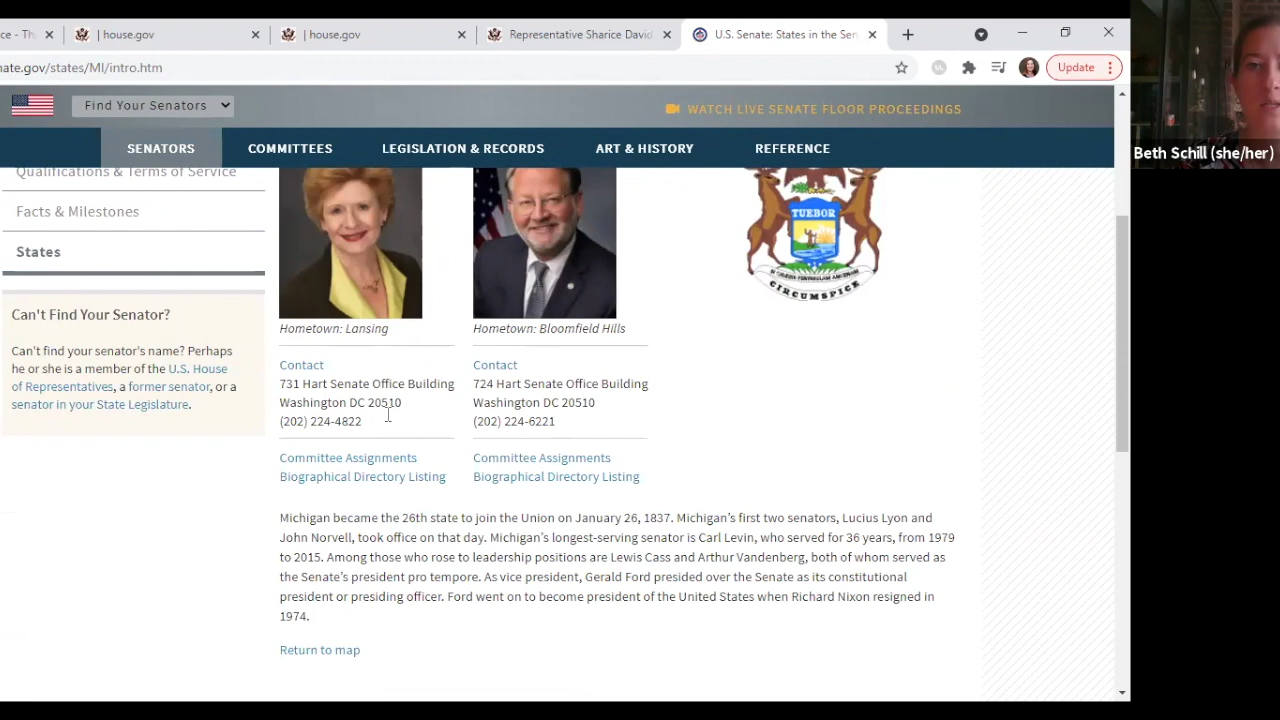 ce - Th
| house.gov
| house.gov
Representative Sharice David
U.S. Senate: States in the Sen
nate.gov/states/MI/intro.htm
Update
Find Your Senators
WATCH LIVE SENATE FLOOR PROCEEDINGS
SENATORS
COMMITTEES
LEGISLATION & RECORDS
ART & HISTORY
REFERENCE
Beth Schill (she/her)
Qualifications & Terms of Service
Facts & Milestones
States
Can't Find Your Senator?
Can't find your senator's name? Perhaps
he or she is a member of the U.S. House
of Representatives, a former senator, or a
senator in your State Legislature.
Hometown: Lansing
Contact
731 Hart Senate Office Building
Washington DC 20510
(202) 224-4822
Committee Assignments
Biographical Directory Listing
Hometown: Bloomfield Hills
Contact
724 Hart Senate Office Building
Washington DC 20510
(202) 224-6221
Committee Assignments
Biographical Directory Listing
TUEBOR
CIRCUMSPICE
Michigan became the 26th state to join the Union on January 26, 1837. Michigan's first two senators, Lucius Lyon and
John Norvell, took office on that day. Michigan's longest-serving senator is Carl Levin, who served for 36 years, from 1979
to 2015. Among those who rose to leadership positions are Lewis Cass and Arthur Vandenberg, both of whom served as
the Senate's president pro tempore. As vice president, Gerald Ford presided over the Senate as its constitutional
president or presiding officer. Ford went on to become president of the United States when Richard Nixon resigned in
1974.
Return to map